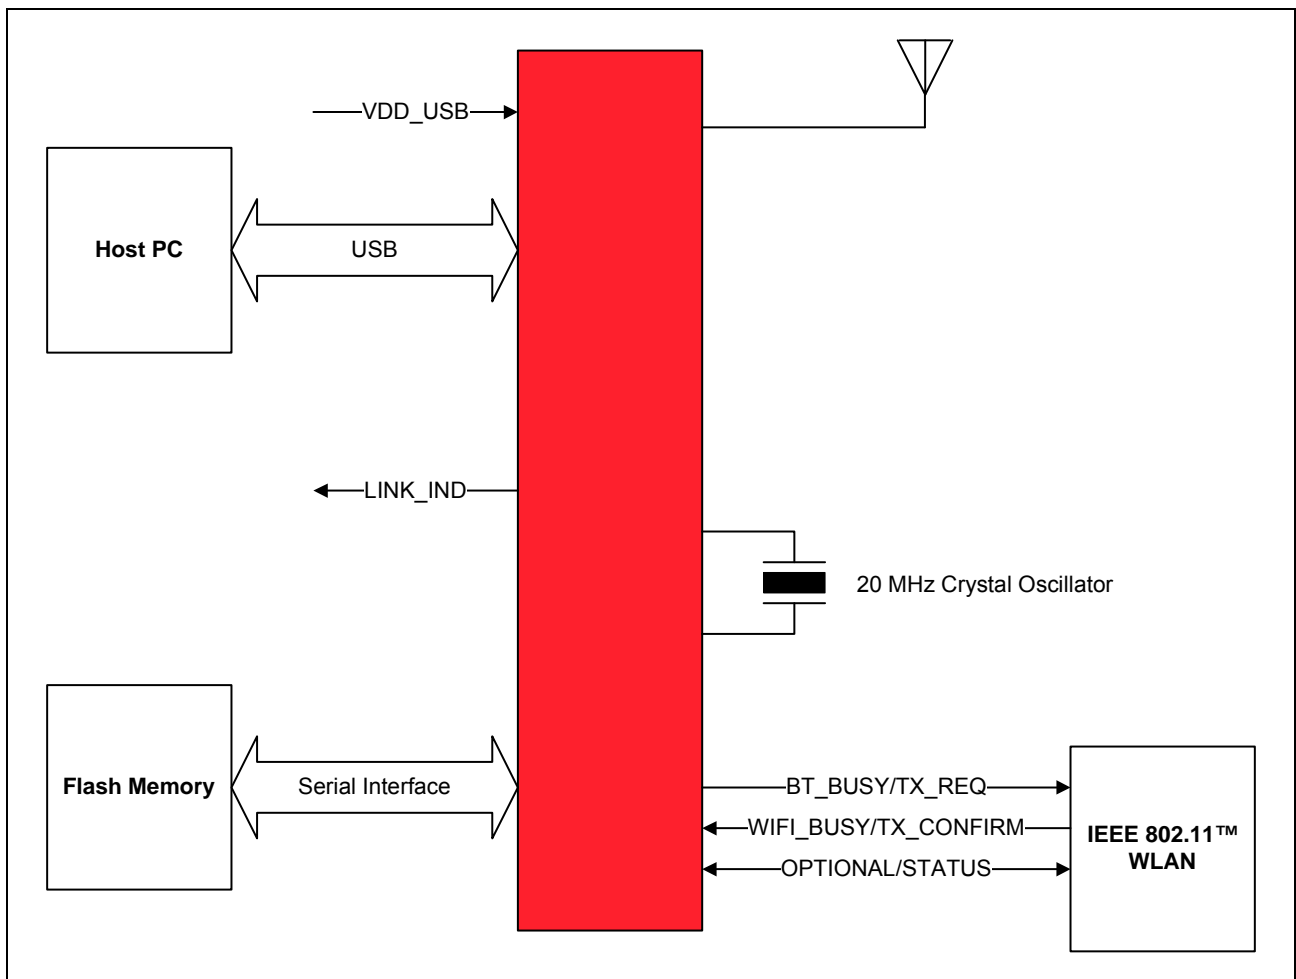 VDD_USB
Host PC
USB
LINK_IND
20 MHz Crystal Oscillator
Flash Memory
Serial Interface
BT_BUSY/TX_REQ
WIFI_BUSY/TX_CONFIRM
OPTIONAL/STATUS
IEEE 802.11™
WLAN